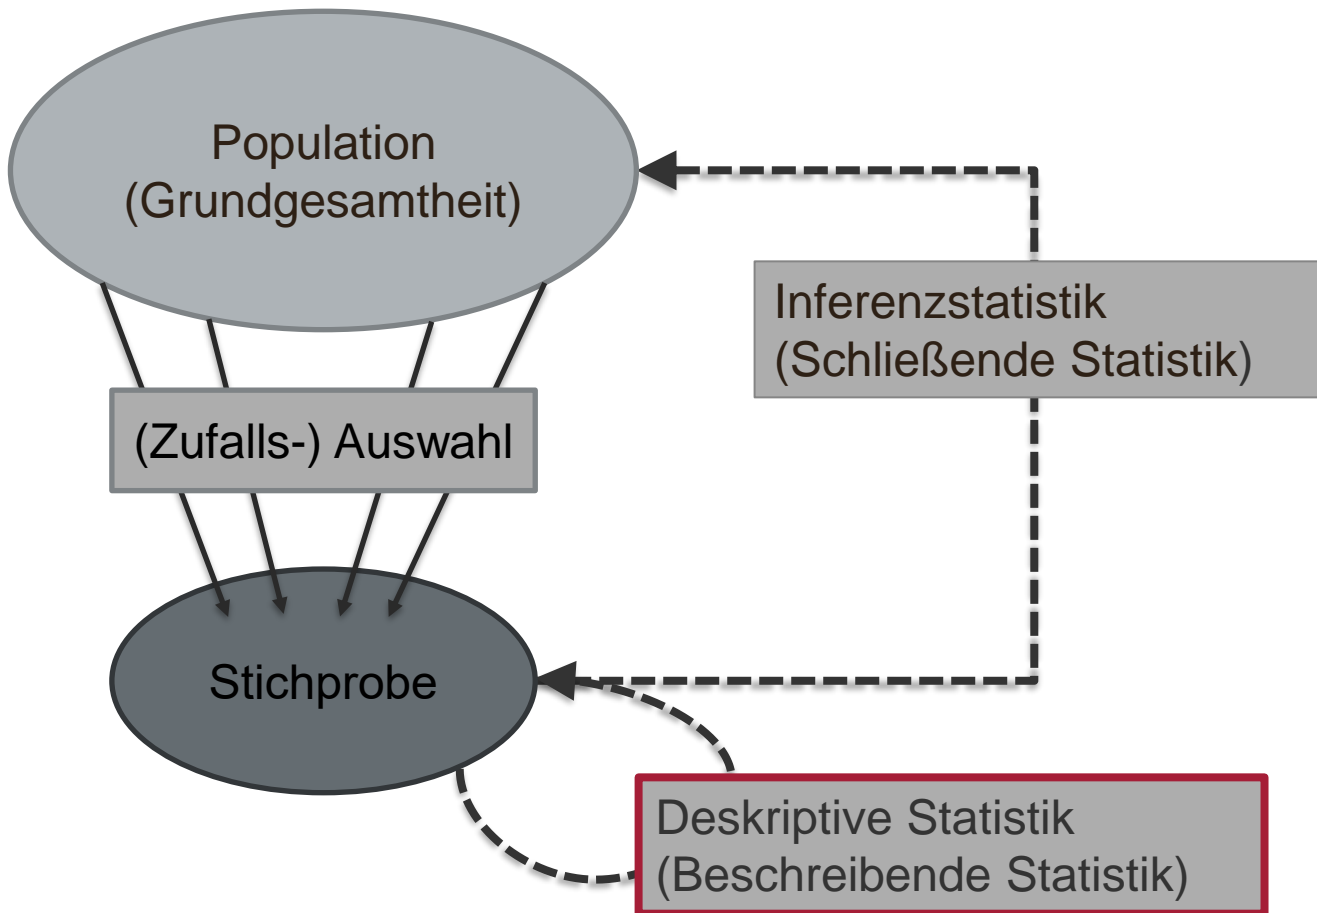 Population
(Grundgesamtheit)
Inferenzstatistik
(Schließende Statistik)
(Zufalls-) Auswahl
Stichprobe
Deskriptive Statistik
(Beschreibende Statistik)